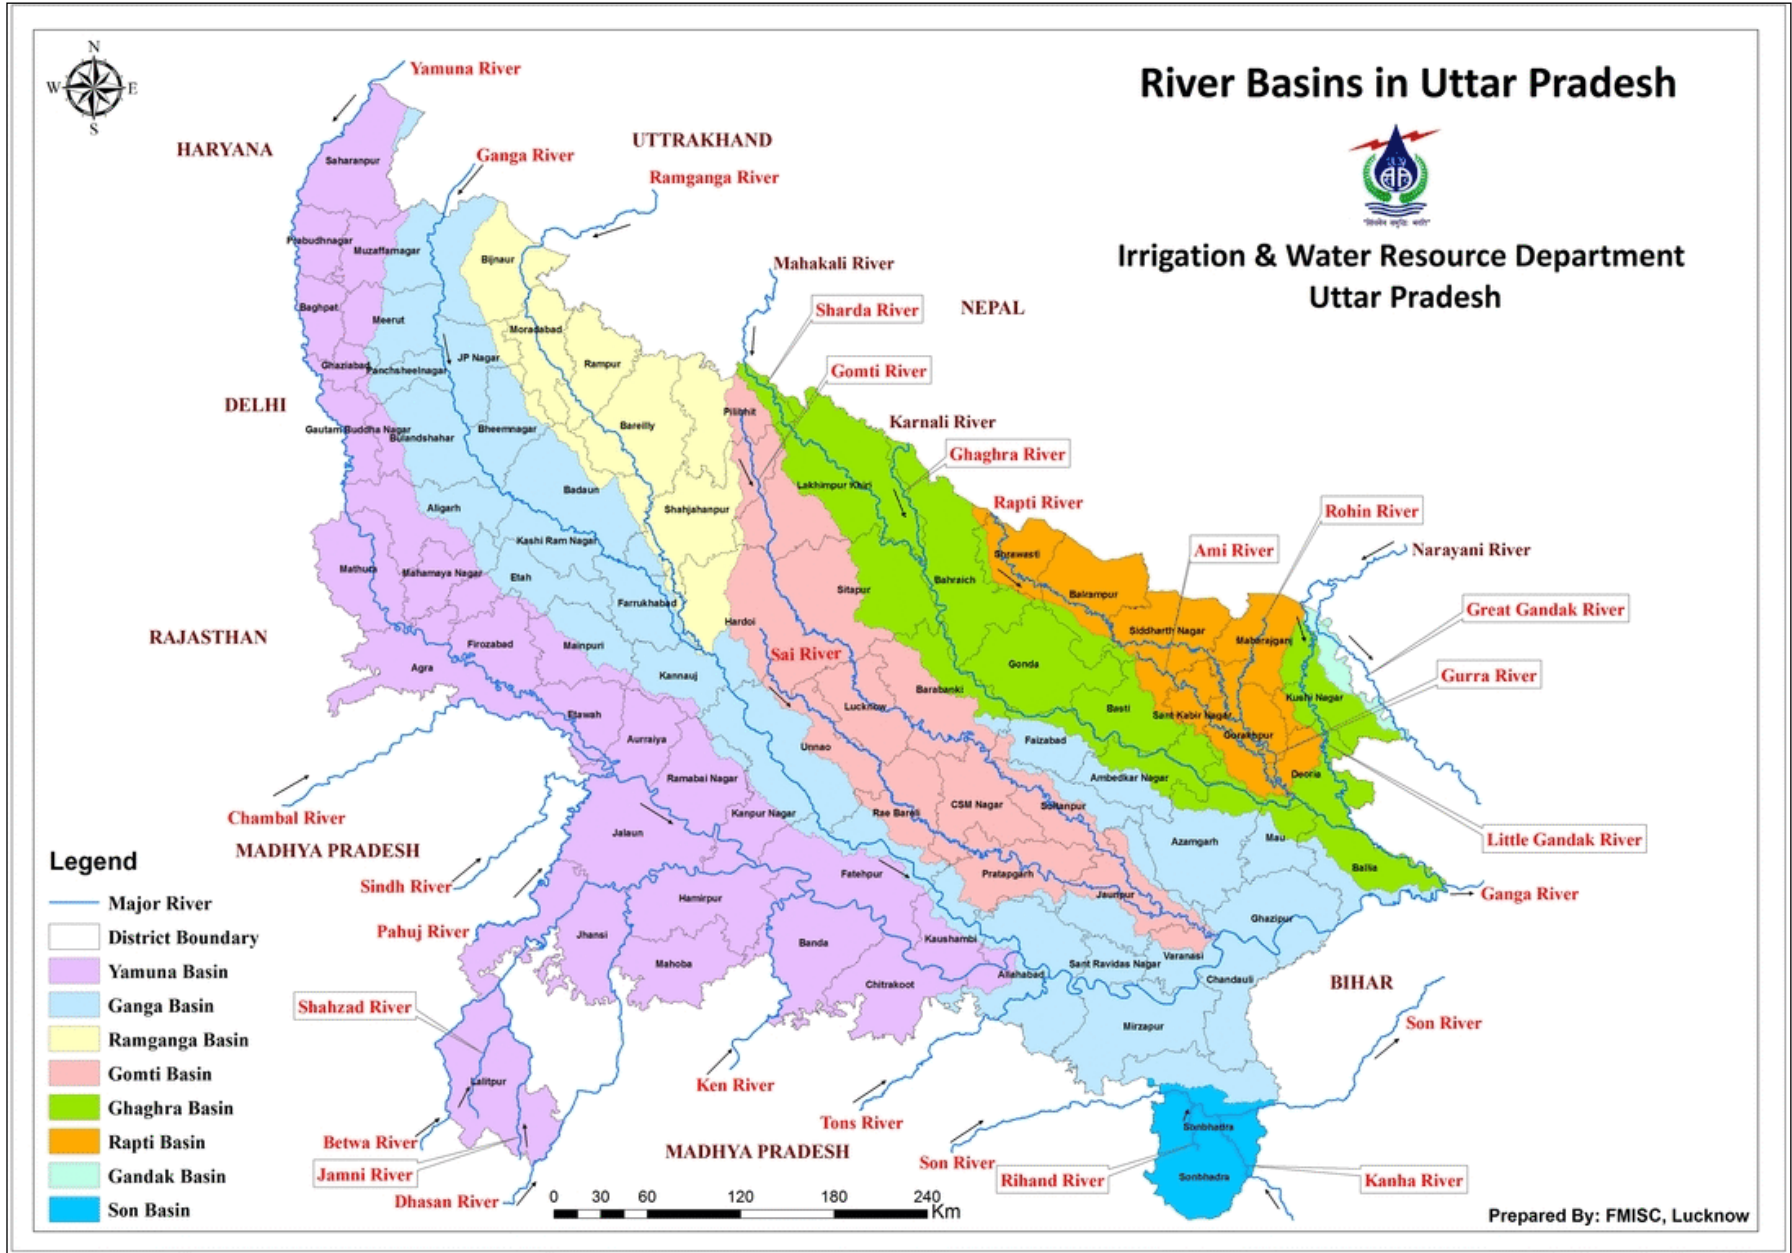 River Basins in Uttar Pradesh
Irrigation & Water Resource Department
Uttar Pradesh
N
W
E
S
Yamuna River
HARYANA
UTTRAKHAND
Ganga River
Ramganga River
Saharanpur
Prabudhnagar
Muzaffarnagar
Bijnaur
Mahakali River
NEPAL
Sharda River
Baghpat
Meerut
Moradabad
JP Nagar
Rampur
Ghaziabad
Panchsheelnagar
Gomti River
DELHI
Pilibhit
Karnali River
Gautam Buddha Nagar
Bulandshahar
Bheemnagar
Bareilly
Ghaghra River
Lakhimpur Khiri
Badaun
Aligarh
Shahjahanpur
Rapti River
Rohin River
Kashi Ram Nagar
Ami River
Narayani River
Shrawasti
Mathura
Mahamaya Nagar
Etah
Bahraich
Sitapur
Balrampur
Farrukhabad
Great Gandak River
Hardoi
Siddharth Nagar
Maharajganj
RAJASTHAN
Firozabad
Mainpuri
Sai River
Agra
Gonda
Kannauj
Gurra River
Barabanki
Kushi Nagar
Lucknow
Basti
Sant Kabir Nagar
Etawah
Gorakhpur
Aurraiya
Unnao
Faizabad
Ramabai Nagar
Ambedkar Nagar
Deoria
CSM Nagar
Sultanpur
Chambal River
Kanpur Nagar
Rae Bareli
Jalaun
Azamgarh
Mau
Little Gandak River
MADHYA PRADESH
Ballia
Fatehpur
Pratapgarh
Sindh River
Jaunpur
Ganga River
Hamirpur
Ghazipur
Pahuj River
Jhansi
Banda
Kaushambi
Varanasi
Mahoba
Sant Ravidas Nagar
Allahabad
Chandauli
Chitrakoot
BIHAR
Mirzapur
Son River
Shahzad River
Lalitpur
Ken River
Tons River
Betwa River
Sonbhadra
MADHYA PRADESH
Son River
Jamni River
Rihand River
Sonbhadra
Kanha River
Dhasan River
Legend
Major River
District Boundary
Yamuna Basin
Ganga Basin
Ramganga Basin
Gomti Basin
Ghaghra Basin
Rapti Basin
Gandak Basin
Son Basin
0 30 60 120 180 240
Km
Prepared By: FMISC, Lucknow